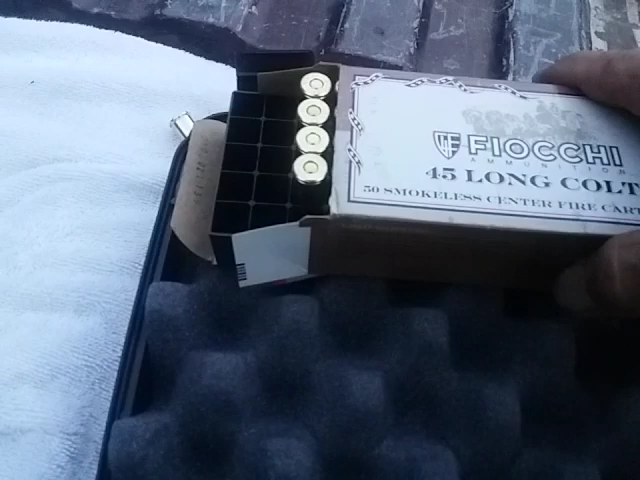 FIOCCHI
AMMUNITION
45 LONG COLT
50 SMOKELESS CENTER FIRE CART